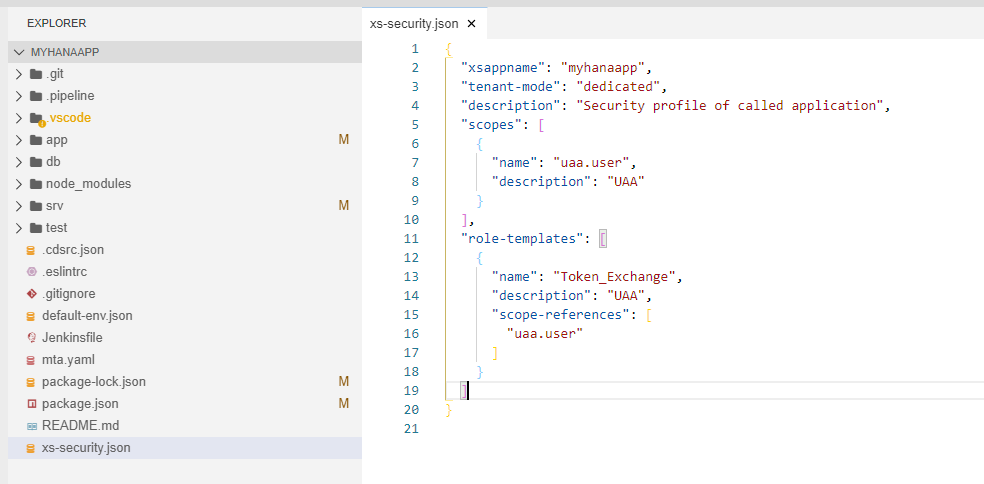 EXPLORER
MYHANAAPP
.git
.pipeline
.vscode
app M
db
node_modules
srv M
test
.cdsrc.json
.eslintrc
.gitignore
default-env.json
Jenkinsfile
mta.yaml
package-lock.json M
package.json M
README.md
xs-security.json
xs-security.json ×
1 {
2 "xsappname": "myhanaapp",
3 "tenant-mode": "dedicated",
4 "description": "Security profile of called application",
5 "scopes": [
6 {
7 "name": "uaa.user",
8 "description": "UAA"
9 }
10 ],
11 "role-templates": [
12 {
13 "name": "Token_Exchange",
14 "description": "UAA",
15 "scope-references": [
16 "uaa.user"
17 ]
18 }
19 ]
20 }
21